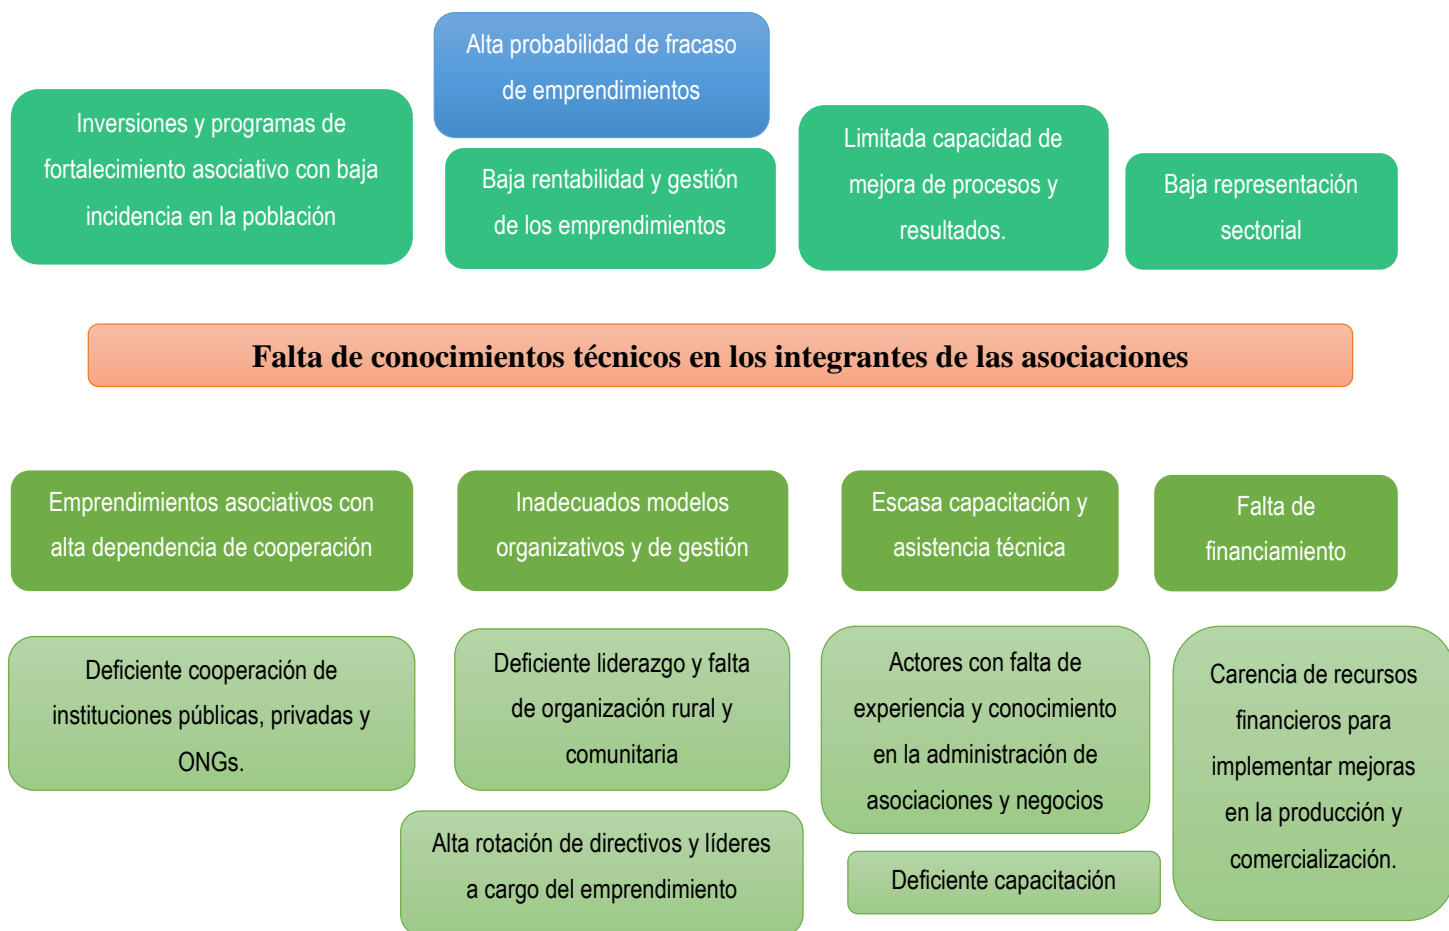 Alta probabilidad de fracaso
de emprendimientos
Inversiones y programas de
fortalecimiento asociativo con baja
incidencia en la población
Baja rentabilidad y gestión
de los emprendimientos
Limitada capacidad de
mejora de procesos y
resultados.
Baja representación
sectorial
Falta de conocimientos técnicos en los integrantes de las asociaciones
Emprendimientos asociativos con
alta dependencia de cooperación
Inadecuados modelos
organizativos y de gestión
Escasa capacitación y
asistencia técnica
Falta de
financiamiento
Deficiente cooperación de
instituciones públicas, privadas y
ONGs.
Deficiente liderazgo y falta
de organización rural y
comunitaria
Alta rotación de directivos y líderes
a cargo del emprendimiento
Actores con falta de
experiencia y conocimiento
en la administración de
asociaciones y negocios
Deficiente capacitación
Carencia de recursos
financieros para
implementar mejoras
en la producción y
comercialización.